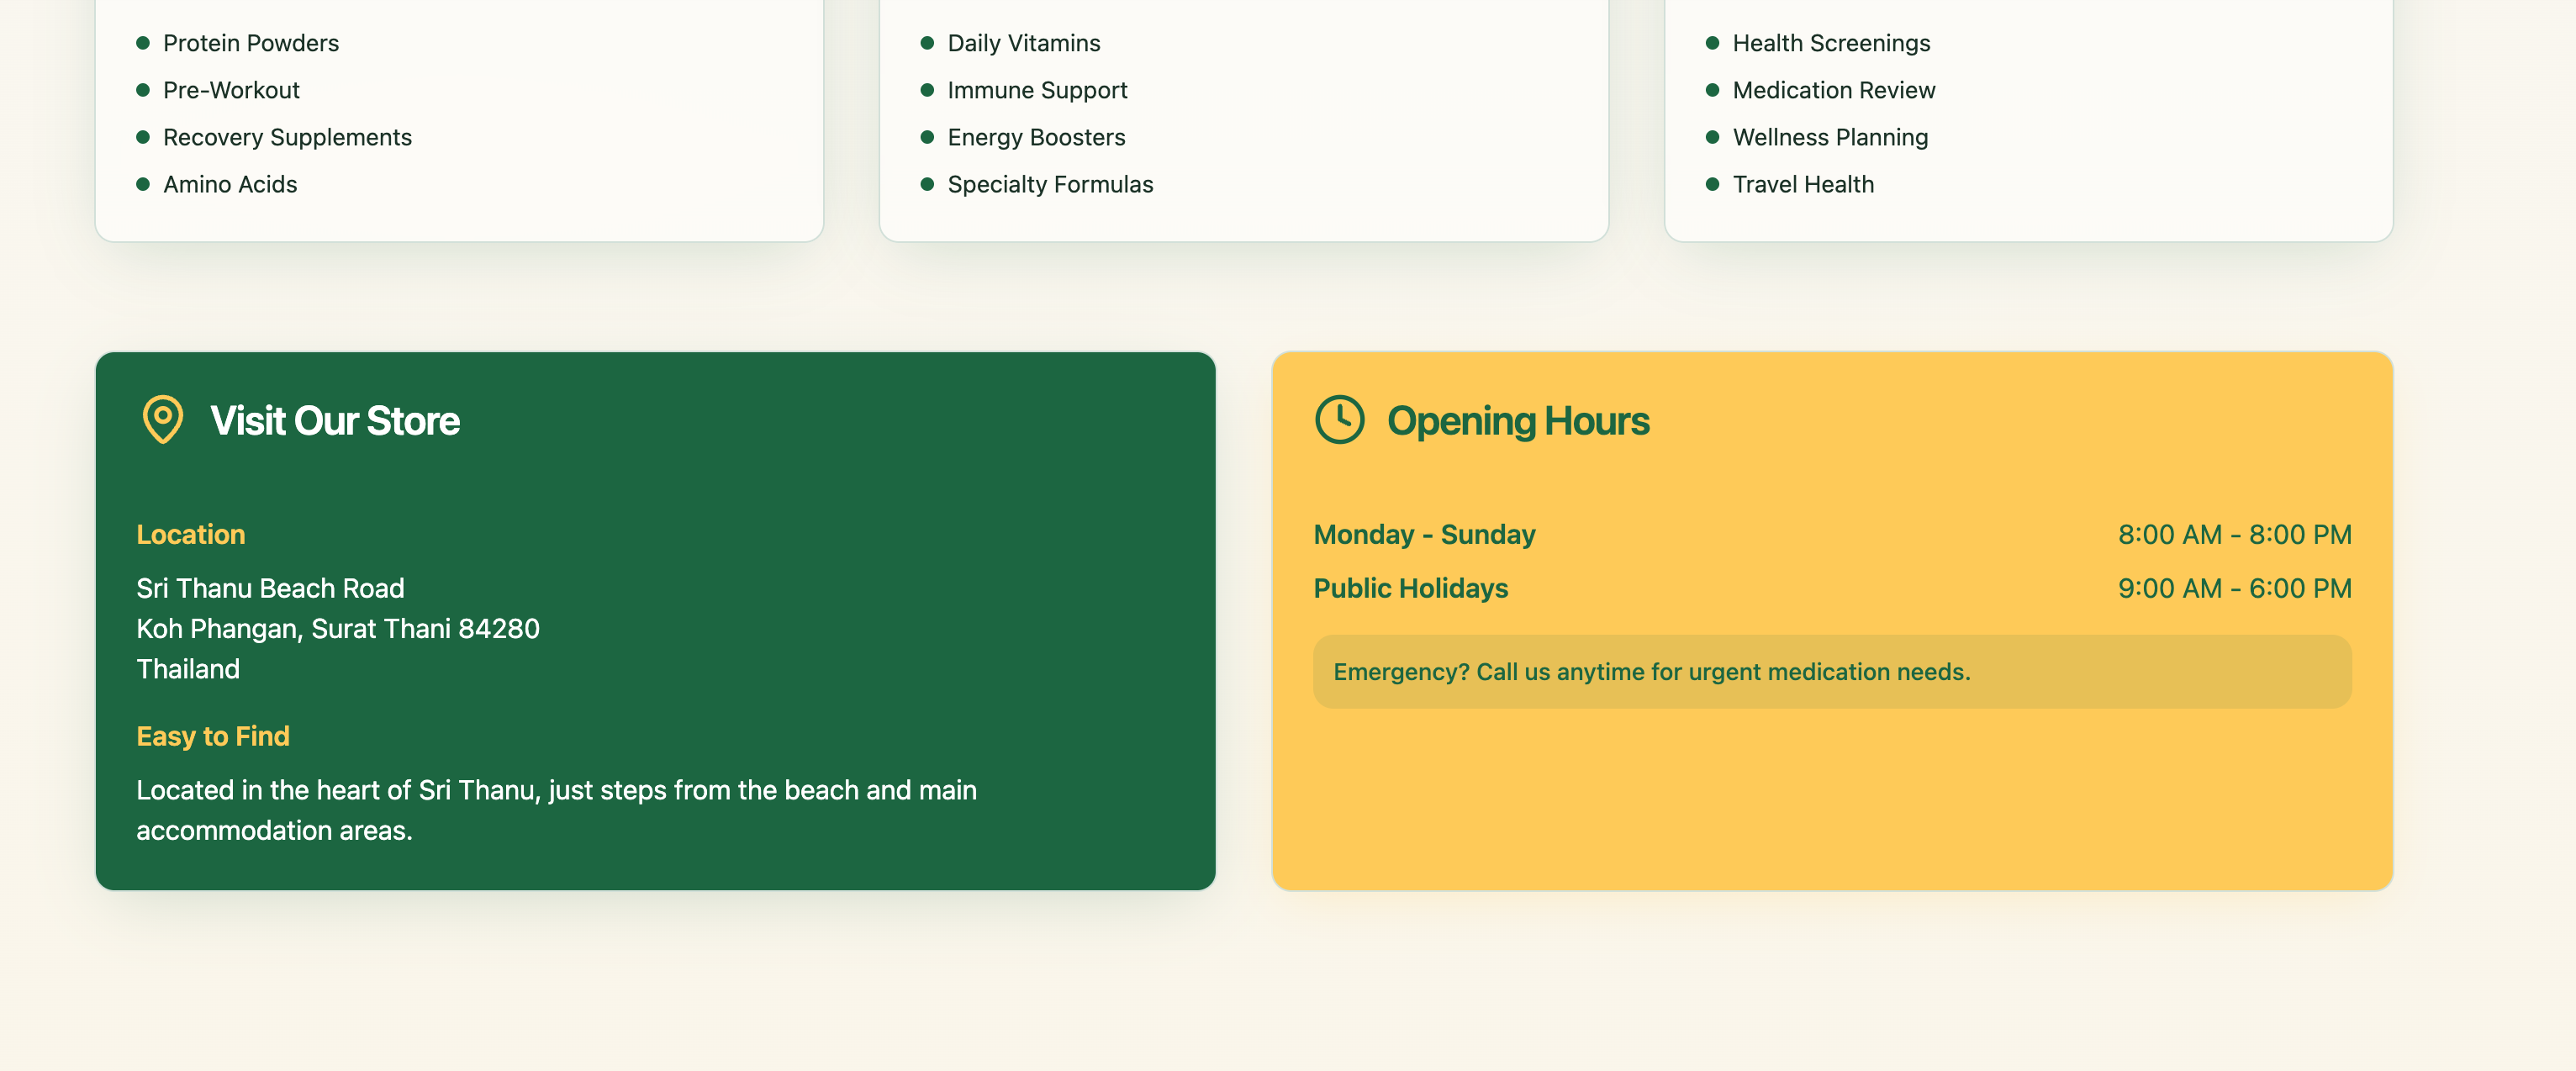 Protein Powders
Pre-Workout
Recovery Supplements
Amino Acids
Daily Vitamins
Immune Support
Energy Boosters
Specialty Formulas
Health Screenings
Medication Review
Wellness Planning
Travel Health
Visit Our Store
Location
Sri Thanu Beach Road
Koh Phangan, Surat Thani 84280
Thailand
Easy to Find
Located in the heart of Sri Thanu, just steps from the beach and main
accommodation areas.
Opening Hours
Monday - Sunday 8:00 AM - 8:00 PM
Public Holidays 9:00 AM - 6:00 PM
Emergency? Call us anytime for urgent medication needs.